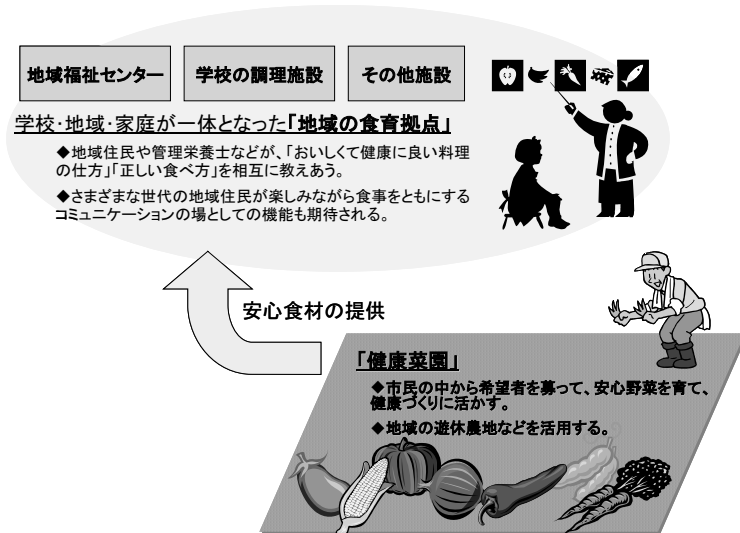 地域福祉センター
学校の調理施設
その他施設
学校･地域･家庭が一体となった｢地域の食育拠点｣
◆地域住民や管理栄養士などが、｢おいしくて健康に良い料理
の仕方｣｢正しい食べ方｣を相互に教えあう。
◆さまざまな世代の地域住民が楽しみながら食事をともにする
コミュニケーションの場としての機能も期待される。
安心食材の提供
｢健康菜園｣
◆市民の中から希望者を募って、安心野菜を育て、
健康づくりに活かす。
◆地域の遊休農地などを活用する。